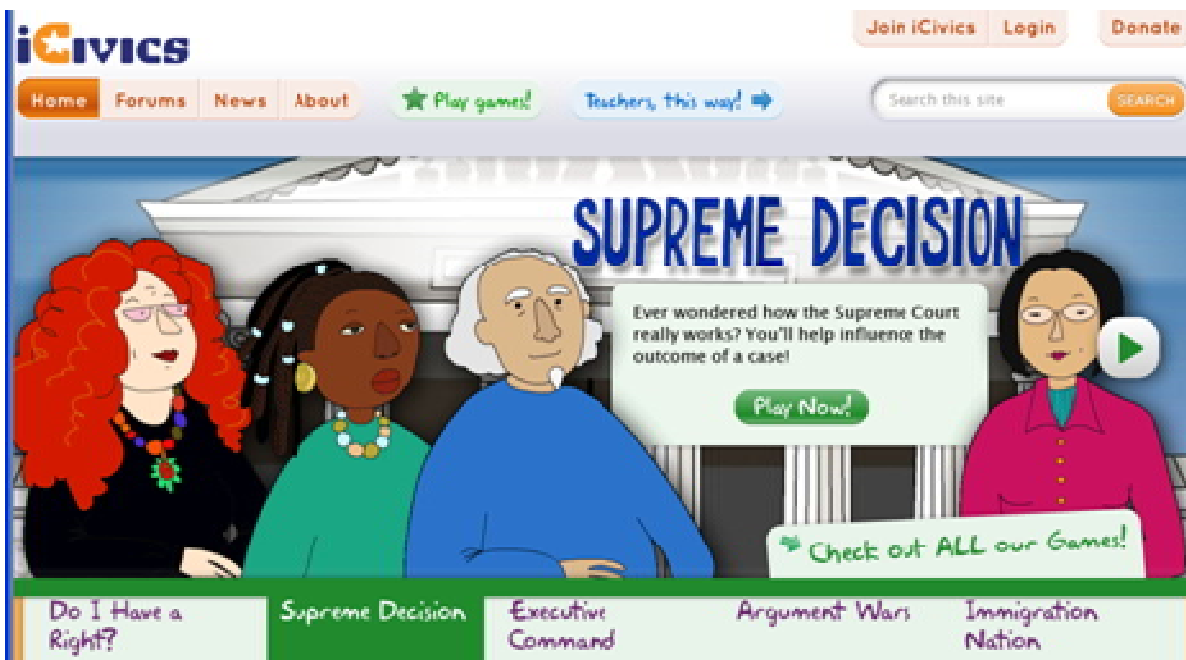 iCivics
Join iCivics Login Donate
Home Forums News About Play games! Teachers, this way! Search this site SEARCH
SUPREME DECISION
Ever wondered how the Supreme Court
really works? You'll help influence the
outcome of a case!
Play Now!
Check out ALL our Games!
Do I Have a
Right?
Supreme Decision
Executive
Command
Argument Wars
Immigration
Nation